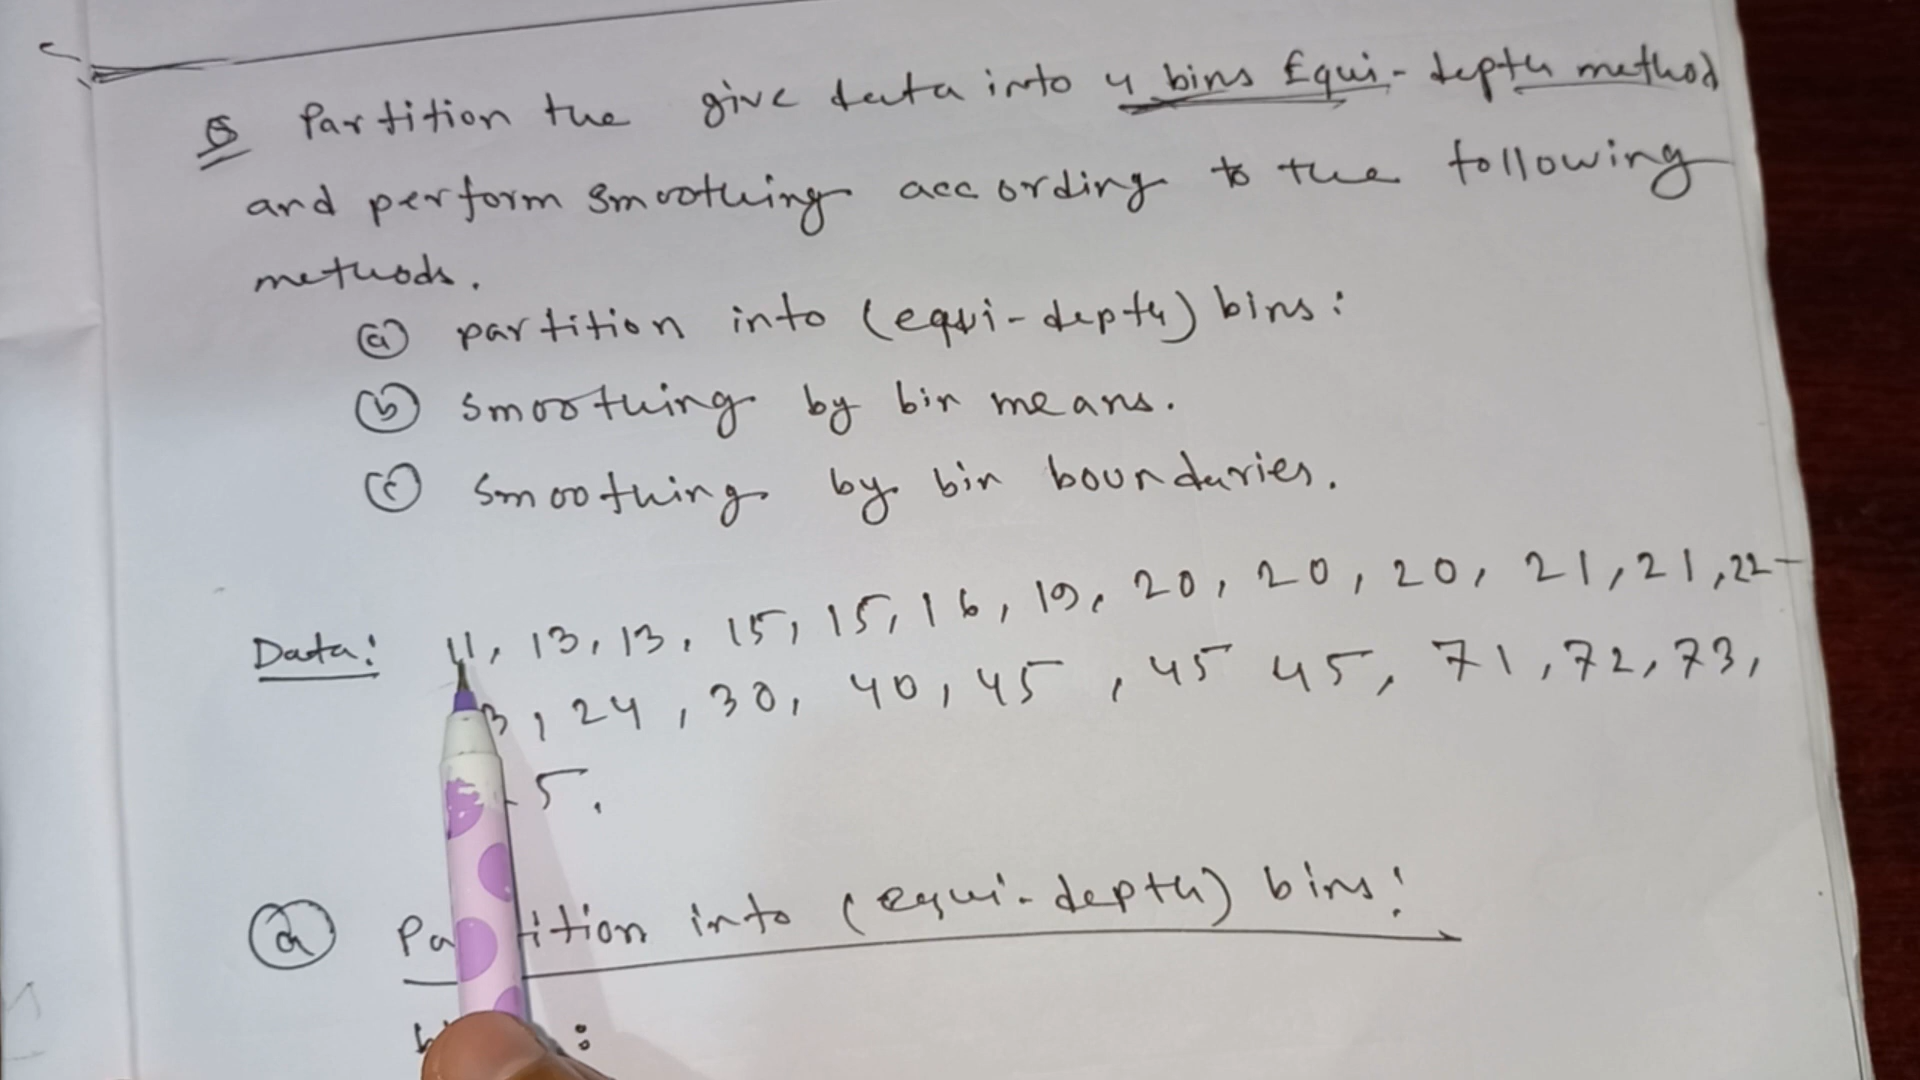 Q Partition the give data into 4 bins Equi-depth method
and perform smoothing according to the following
methods.
(a) partition into (equi-depth) bins:
(b) smoothing by bin means.
(c) smoothing by bin boundaries.
Data: 11, 13, 13, 15, 15, 16, 19, 20, 20, 20, 21, 21, 22
3, 24, 30, 40, 45, 45 45, 71, 72, 73,
5.
(a) Pa ition into (equi-depth) bins:
: